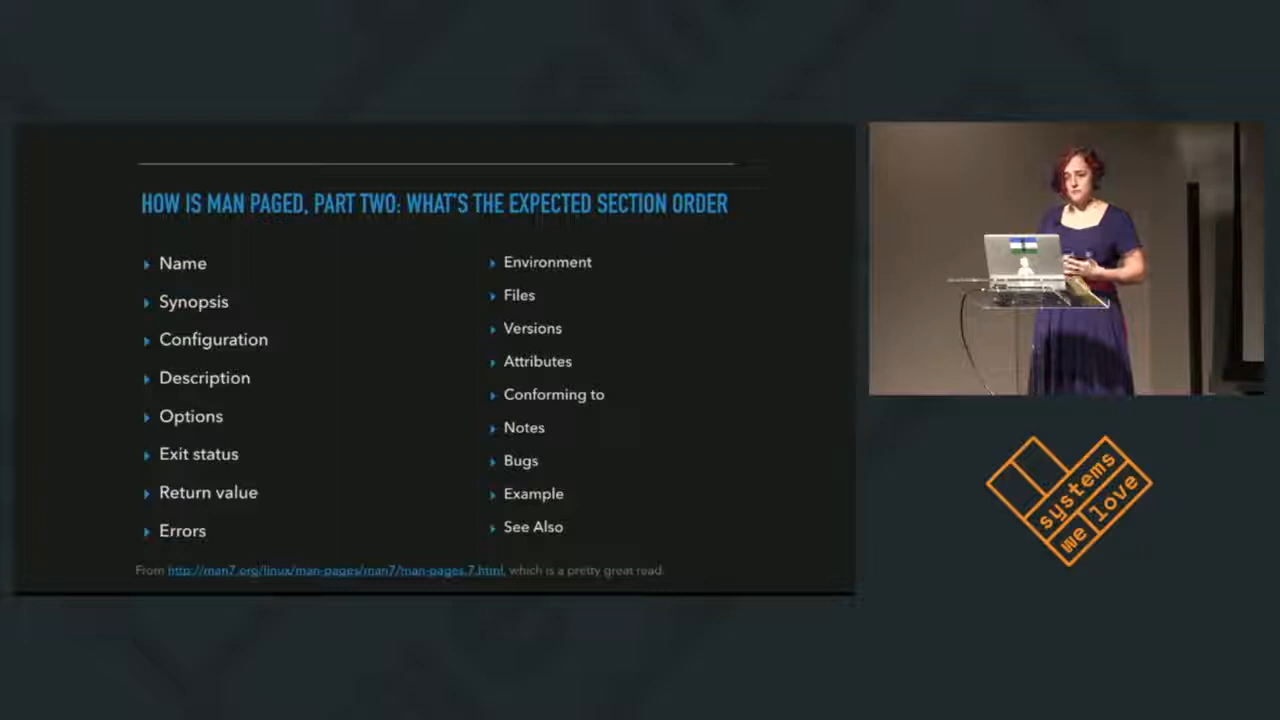 HOW IS MAN PAGED, PART TWO: WHAT'S THE EXPECTED SECTION ORDER
Name
Synopsis
Configuration
Description
Options
Exit status
Return value
Errors
Environment
Files
Versions
Attributes
Conforming to
Notes
Bugs
Example
See Also
From http://man7.org/linux/man-pages/man7/man-pages.7.html, which is a pretty great read.
systems
we love